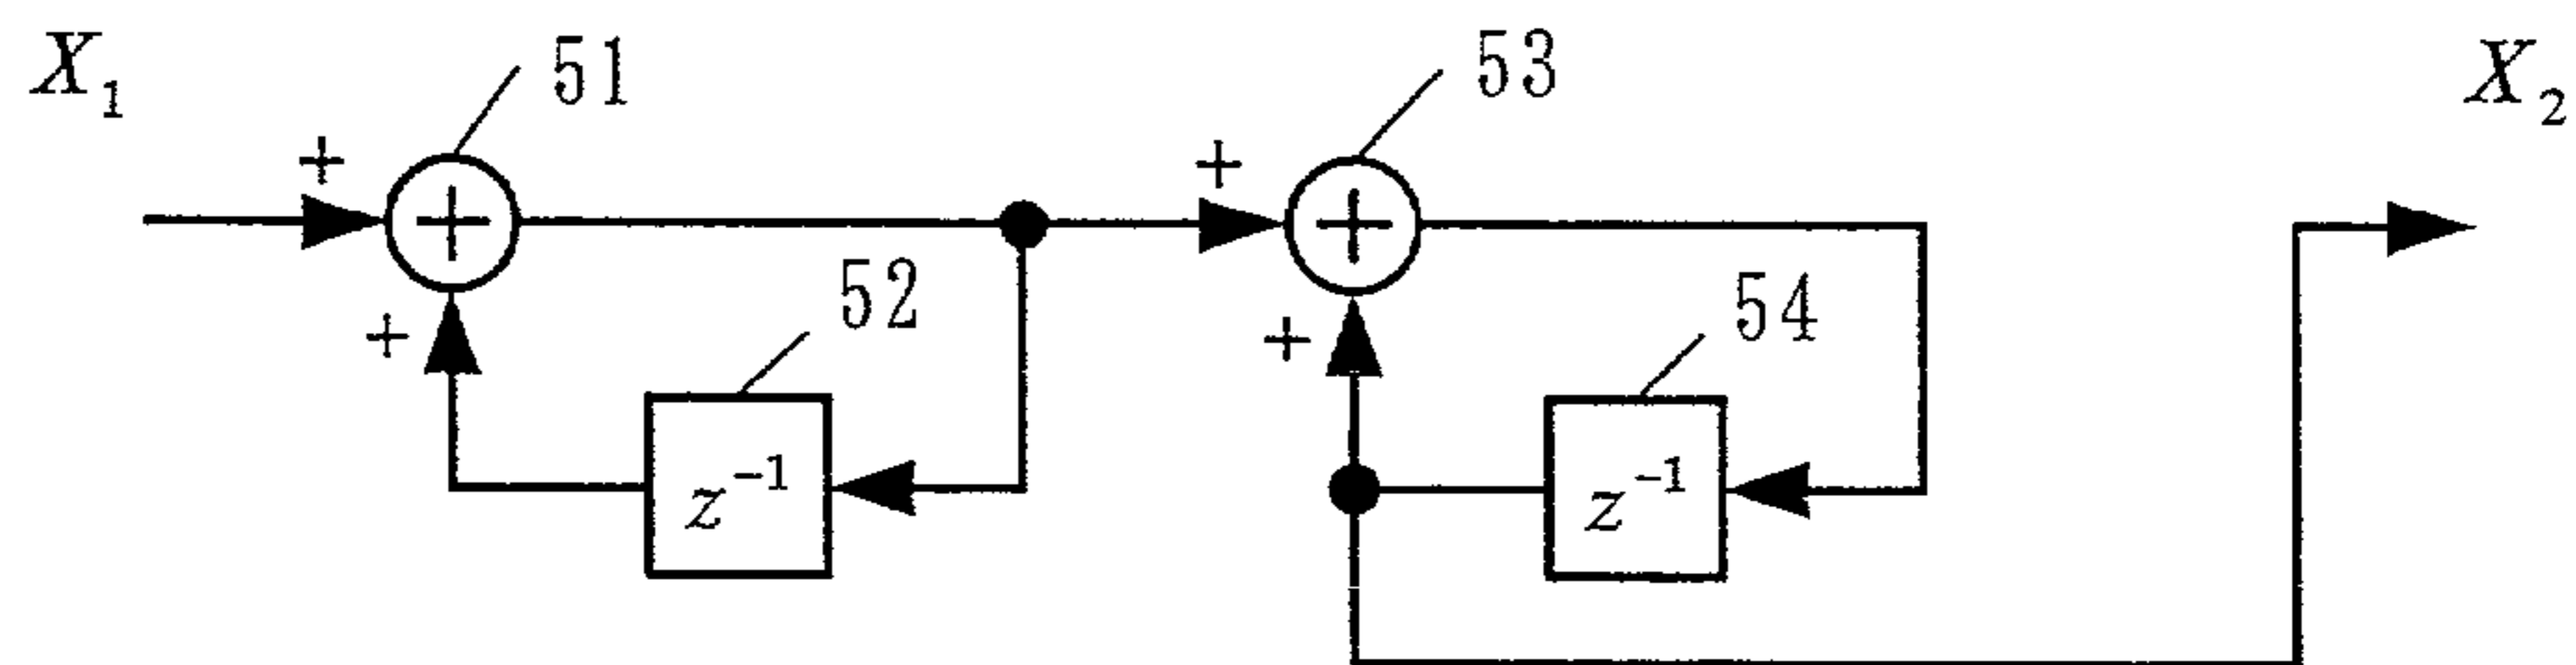 X₁
51
53
X₂
+
+
+
+
52
54
+
+
z⁻¹
z⁻¹